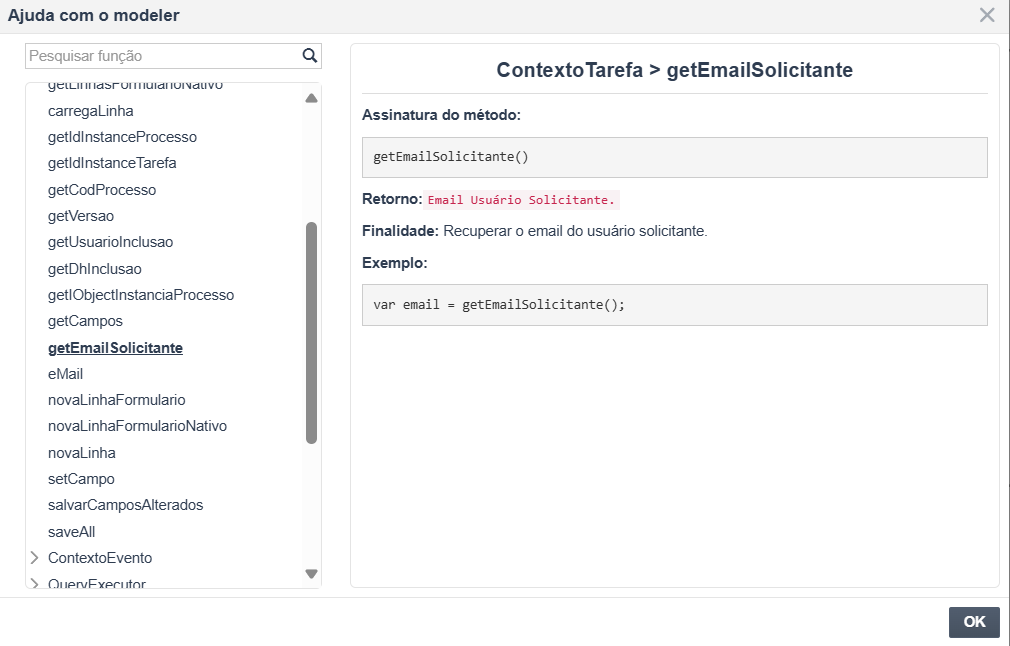 Ajuda com o modeler
Pesquisar função
getLinhasFormularioNativo
carregaLinha
getIdInstanceProcesso
getIdInstanceTarefa
getCodProcesso
getVersao
getUsuarioInclusao
getDhInclusao
getIObjectInstanciaProcesso
getCampos
getEmailSolicitante
eMail
novaLinhaFormulario
novaLinhaFormularioNativo
novaLinha
setCampo
salvarCamposAlterados
saveAll
ContextoEvento
QueryExecutor
ContextoTarefa > getEmailSolicitante
Assinatura do método:
getEmailSolicitante()
Retorno: Email Usuário Solicitante.
Finalidade: Recuperar o email do usuário solicitante.
Exemplo:
var email = getEmailSolicitante();
OK